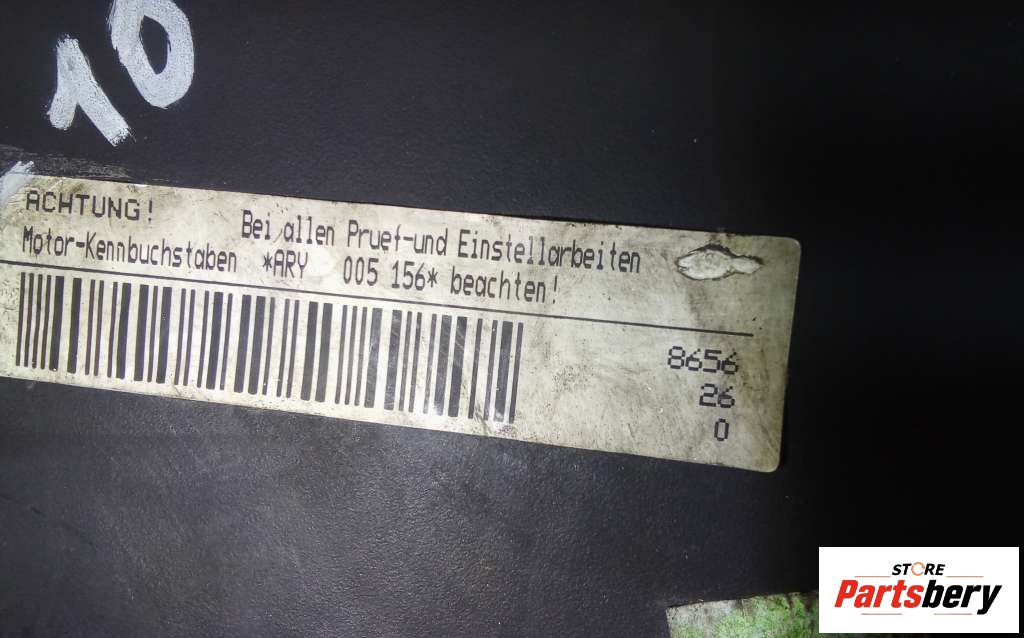 10
ACHTUNG! Bei allen Pruef-und Einstellarbeiten
Motor-Kennbuchstaben *ARY 005 156* beachten!
8656
26
0
STORE
Partsbery